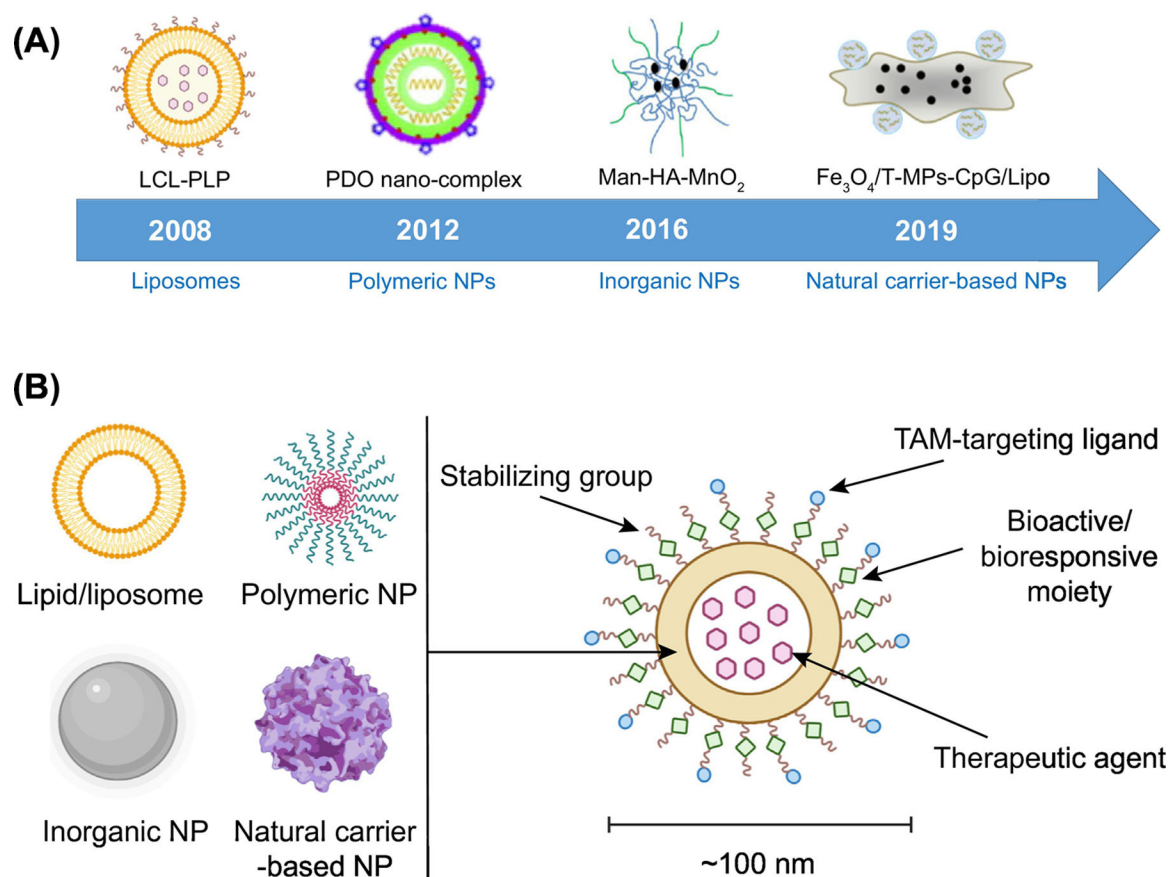 (A)
LCL-PLP
PDO nano-complex
Man-HA-MnO₂
Fe₃O₄/T-MPs-CpG/Lipo
2008
2012
2016
2019
Liposomes
Polymeric NPs
Inorganic NPs
Natural carrier-based NPs
(B)
Lipid/liposome
Polymeric NP
Inorganic NP
Natural carrier
-based NP
Stabilizing group
TAM-targeting ligand
Bioactive/
bioresponsive
moiety
Therapeutic agent
~100 nm